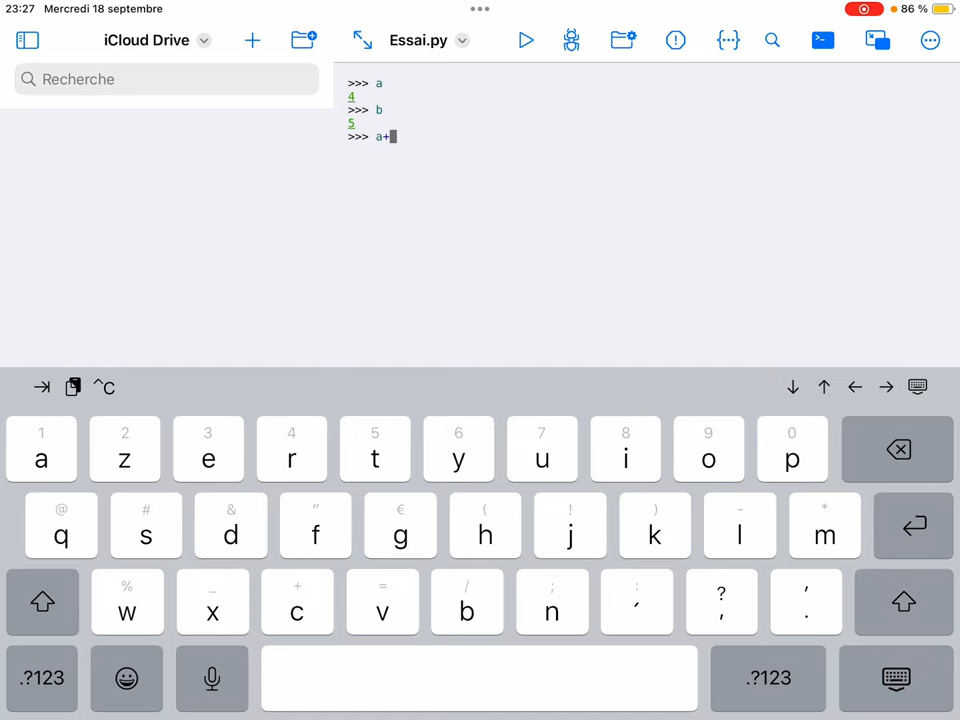 23:27 Mercredi 18 septembre
86 %
iCloud Drive
Essai.py
Recherche
>>> a
4
>>> b
5
>>> a+
^C
1 2 3 4 5 6 7 8 9 0
a z e r t y u i o p
@ # & " € ( ! ) - *
q s d f g h j k l m
% _ + = / ; : ? '
w x c v b n ´ , .
.?123 .?123